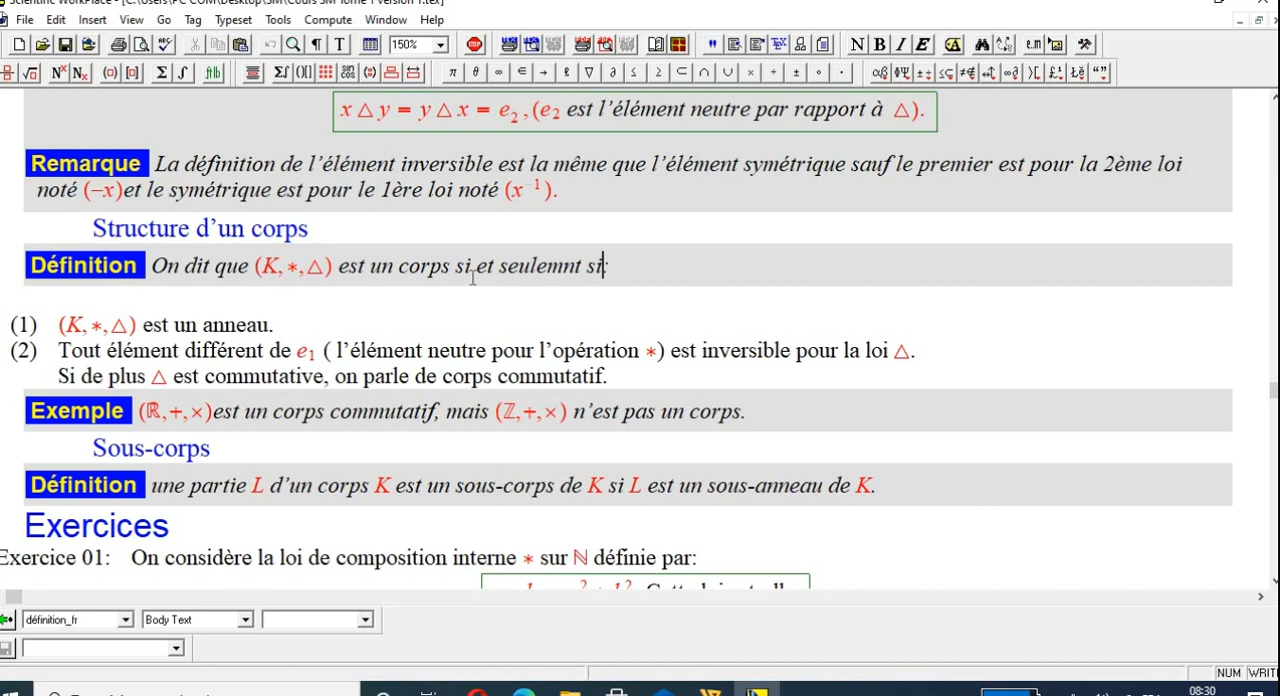 Scientific WorkPlace - [C:\Users\PC COM\Desktop\SM\Cours SM Tome 1 version 1.tex]
File Edit Insert View Go Tag Typeset Tools Compute Window Help
150%
x △ y = y △ x = e₂, (e₂ est l'élément neutre par rapport à △).
Remarque La définition de l'élément inversible est la même que l'élément symétrique sauf le premier est pour la 2ème loi
noté (−x)et le symétrique est pour le 1ère loi noté (x⁻¹).
Structure d'un corps
Définition On dit que (K, ∗, △) est un corps si et seulemnt si:
(1) (K, ∗, △) est un anneau.
(2) Tout élément différent de e₁ ( l'élément neutre pour l'opération ∗) est inversible pour la loi △.
Si de plus △ est commutative, on parle de corps commutatif.
Exemple (ℝ, +, ×)est un corps commutatif, mais (ℤ, +, ×) n'est pas un corps.
Sous-corps
Définition une partie L d'un corps K est un sous-corps de K si L est un sous-anneau de K.
Exercices
Exercice 01: On considère la loi de composition interne ∗ sur ℕ définie par:
définition_fr Body Text
NUM WRIT
08:30